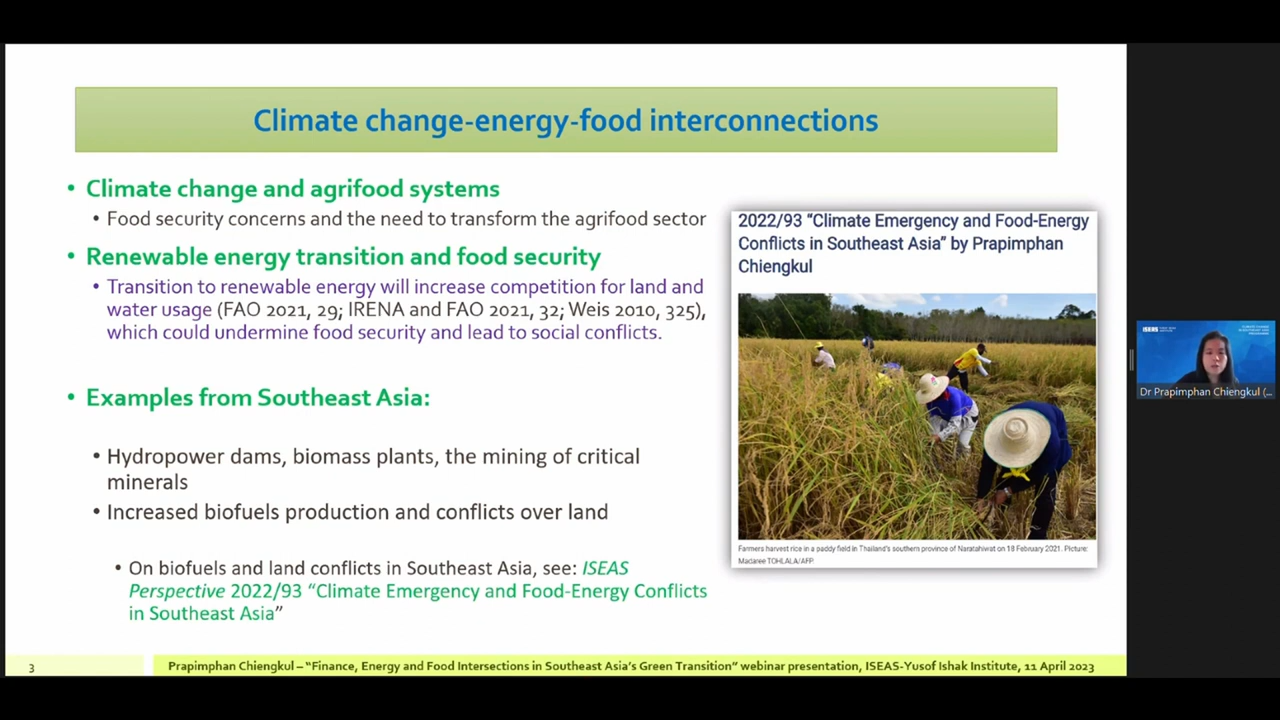 Climate change-energy-food interconnections
• Climate change and agrifood systems
• Food security concerns and the need to transform the agrifood sector
• Renewable energy transition and food security
• Transition to renewable energy will increase competition for land and
water usage (FAO 2021, 29; IRENA and FAO 2021, 32; Weis 2010, 325),
which could undermine food security and lead to social conflicts.
• Examples from Southeast Asia:
• Hydropower dams, biomass plants, the mining of critical
minerals
• Increased biofuels production and conflicts over land
• On biofuels and land conflicts in Southeast Asia, see: ISEAS
Perspective 2022/93 “Climate Emergency and Food-Energy Conflicts
in Southeast Asia”
2022/93 “Climate Emergency and Food-Energy
Conflicts in Southeast Asia” by Prapimphan
Chiengkul
Farmers harvest rice in a paddy field in Thailand's southern province of Naratahiwat on 18 February 2021. Picture:
Madaree TOHLALA/AFP.
3
Prapimphan Chiengkul – “Finance, Energy and Food Intersections in Southeast Asia’s Green Transition” webinar presentation, ISEAS-Yusof Ishak Institute, 11 April 2023
ISEAS
Dr Prapimphan Chiengkul (...